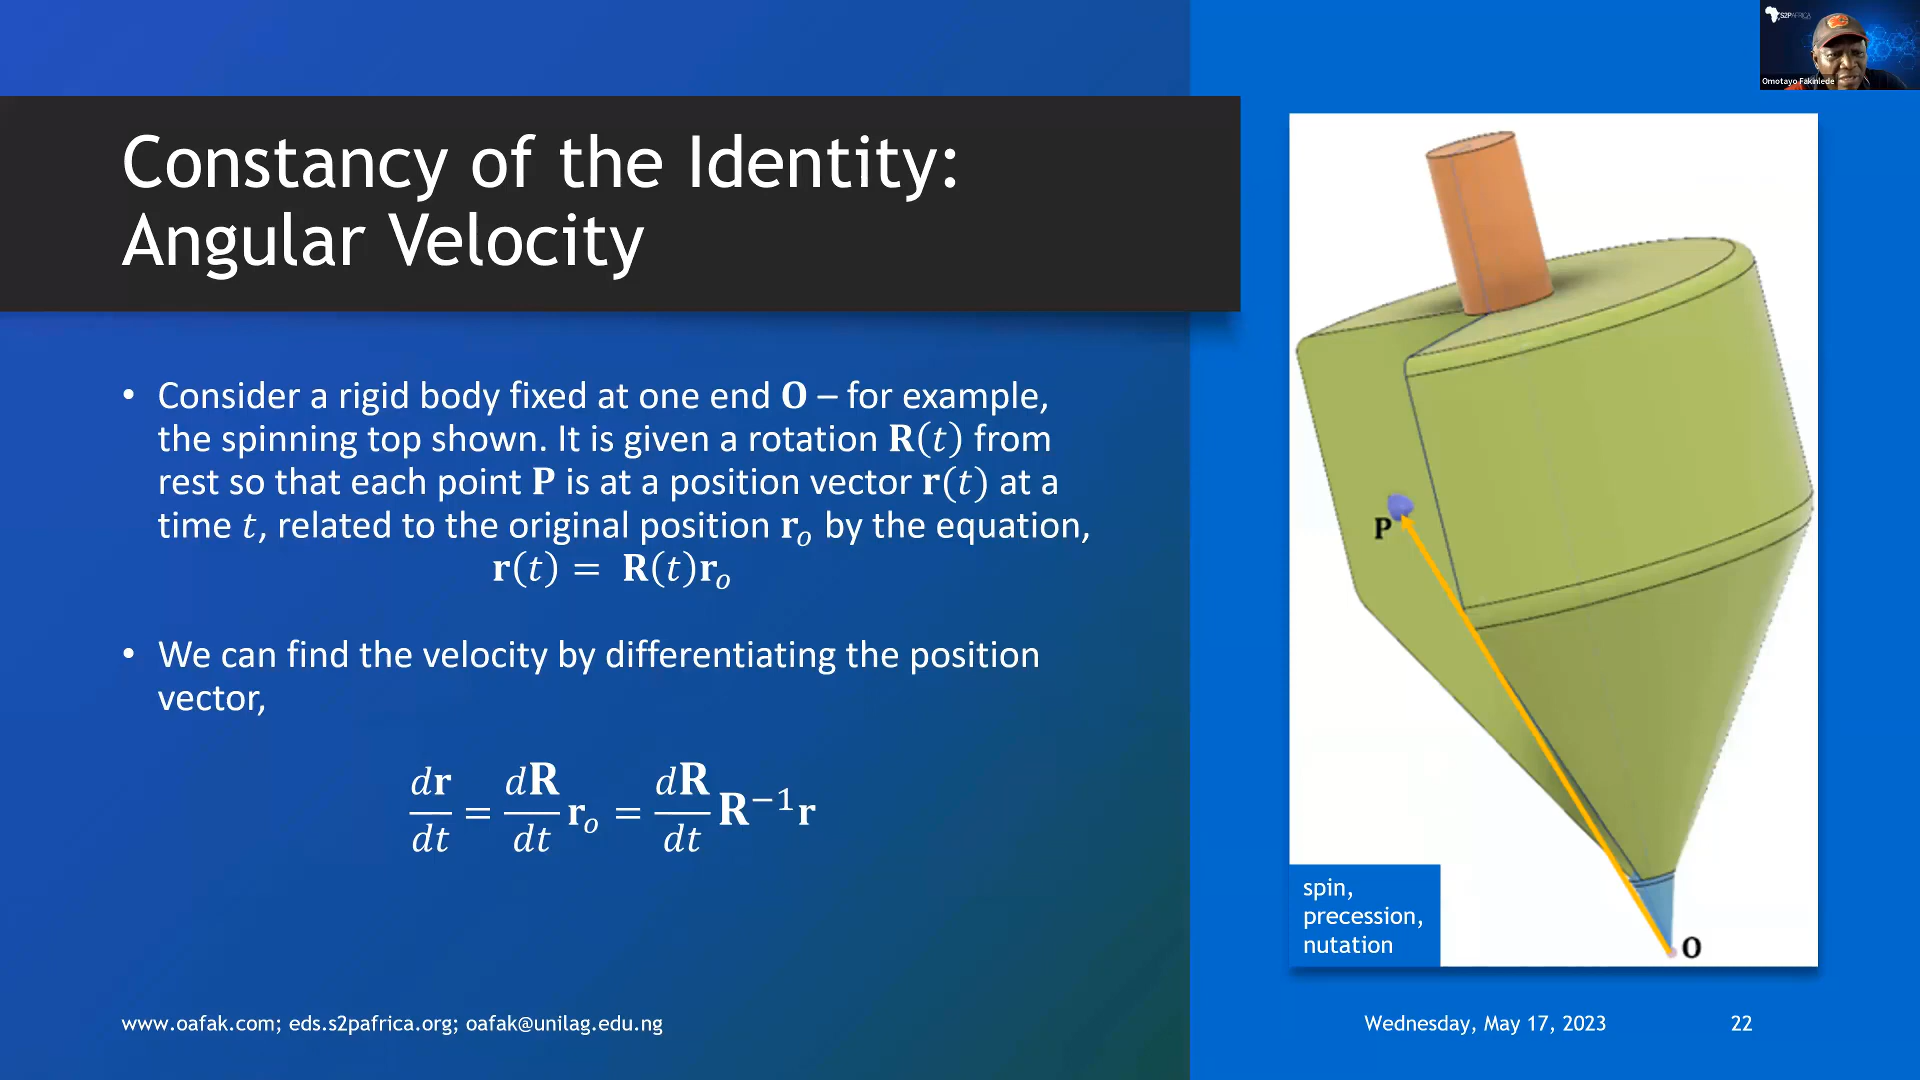 S2PAFRICA
Omotayo Fakinlede
Constancy of the Identity:
Angular Velocity
• Consider a rigid body fixed at one end O – for example,
the spinning top shown. It is given a rotation R(t) from
rest so that each point P is at a position vector r(t) at a
time t, related to the original position rₒ by the equation,
r(t) = R(t)rₒ
• We can find the velocity by differentiating the position
vector,
dr/dt = dR/dt rₒ = dR/dt R⁻¹r
P
spin,
precession,
nutation
O
www.oafak.com; eds.s2pafrica.org; oafak@unilag.edu.ng
Wednesday, May 17, 2023
22